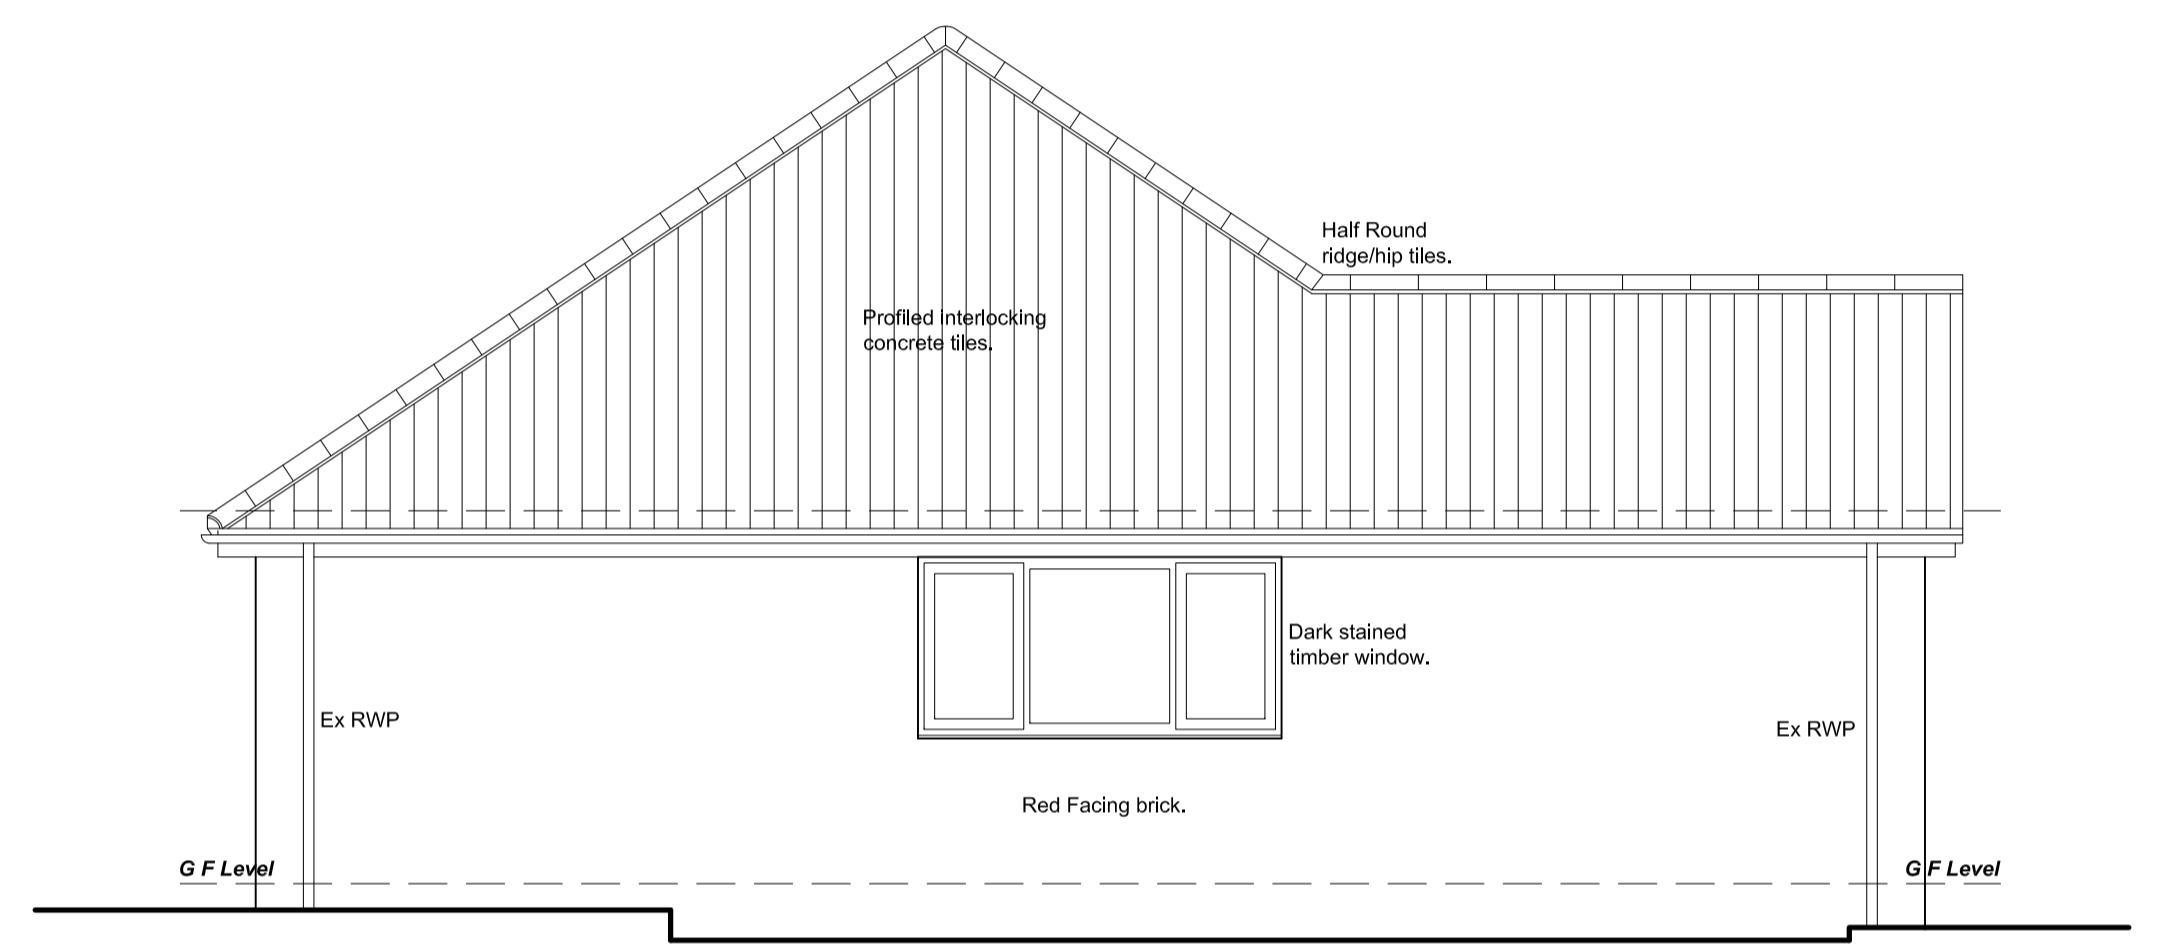 Half Round
ridge/hip tiles.
Profiled interlocking
concrete tiles.
Dark stained
timber window.
Ex RWP
Ex RWP
Red Facing brick.
G F Level
G F Level